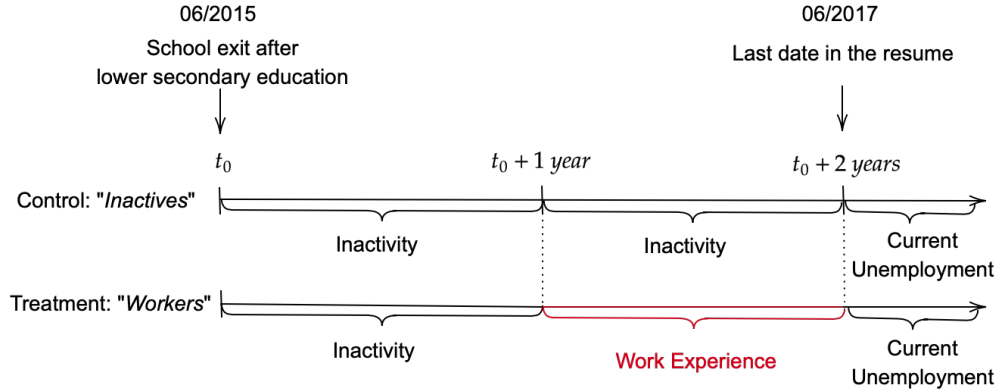 06/2015
06/2017
School exit after
lower secondary education
Last date in the resume
t₀
t₀ + 1 year
t₀ + 2 years
Control: "Inactives"
Inactivity
Inactivity
Current
Unemployment
Treatment: "Workers"
Inactivity
Work Experience
Current
Unemployment